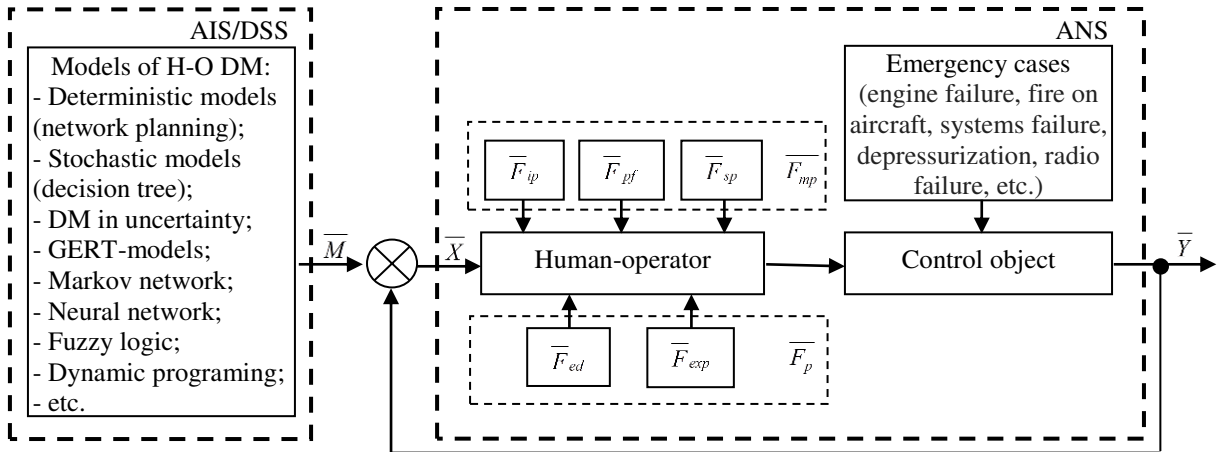 AIS/DSS
Models of H-O DM:
- Deterministic models
(network planning);
- Stochastic models
(decision tree);
- DM in uncertainty;
- GERT-models;
- Markov network;
- Neural network;
- Fuzzy logic;
- Dynamic programing;
- etc.
M̅
X̅
ANS
F̅ip
F̅pf
F̅sp
F̅mp
Emergency cases
(engine failure, fire on
aircraft, systems failure,
depressurization, radio
failure, etc.)
Human-operator
Control object
Y̅
F̅ed
F̅exp
F̅p